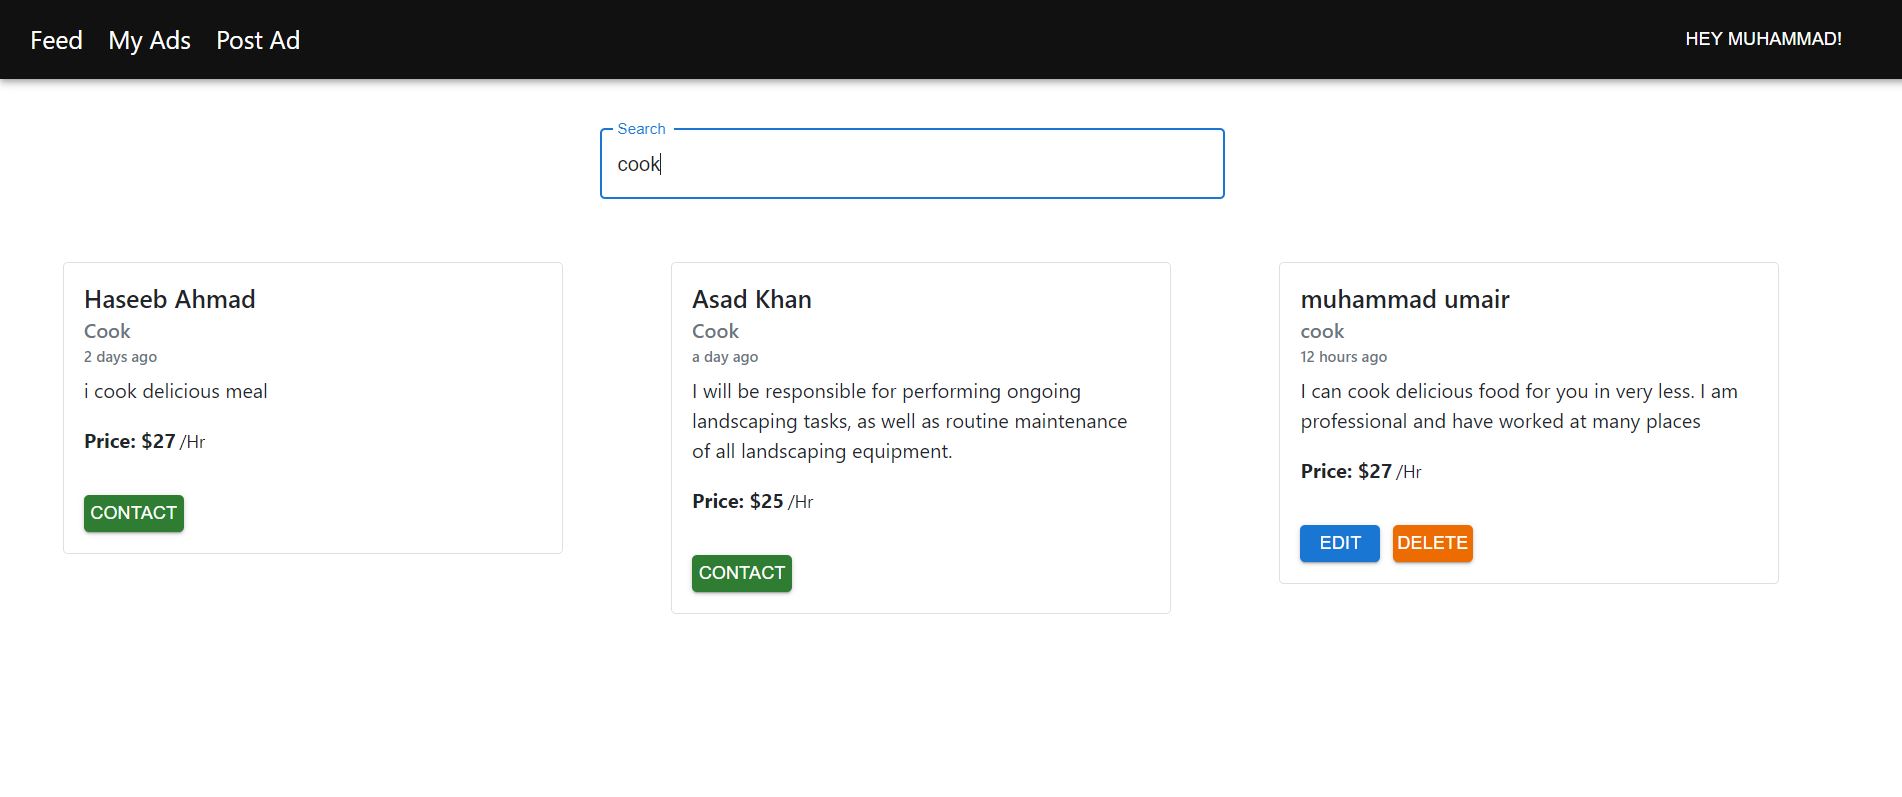 Feed My Ads Post Ad HEY MUHAMMAD!
Search
cook
Haseeb Ahmad
Cook
2 days ago
i cook delicious meal
Price: $27 /Hr
CONTACT
Asad Khan
Cook
a day ago
I will be responsible for performing ongoing
landscaping tasks, as well as routine maintenance
of all landscaping equipment.
Price: $25 /Hr
CONTACT
muhammad umair
cook
12 hours ago
I can cook delicious food for you in very less. I am
professional and have worked at many places
Price: $27 /Hr
EDIT DELETE